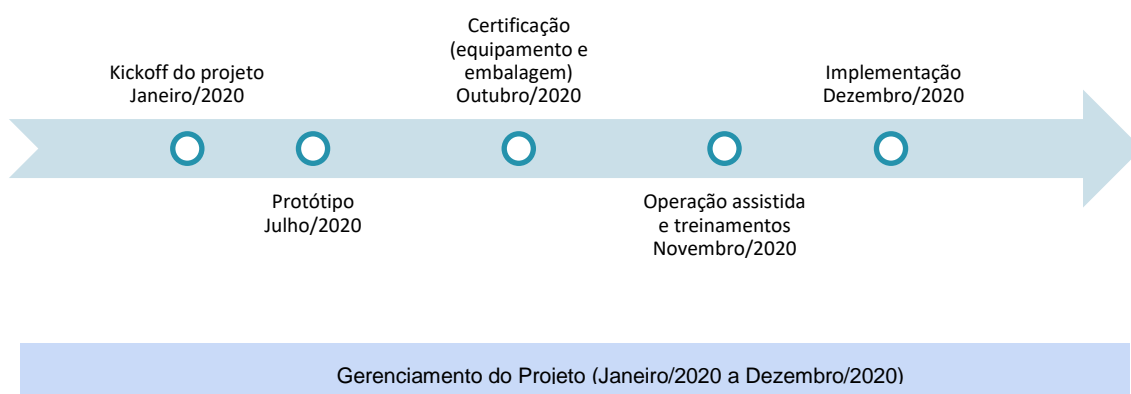 Kickoff do projeto
Janeiro/2020
Protótipo
Julho/2020
Certificação
(equipamento e
embalagem)
Outubro/2020
Operação assistida
e treinamentos
Novembro/2020
Implementação
Dezembro/2020
Gerenciamento do Projeto (Janeiro/2020 a Dezembro/2020)